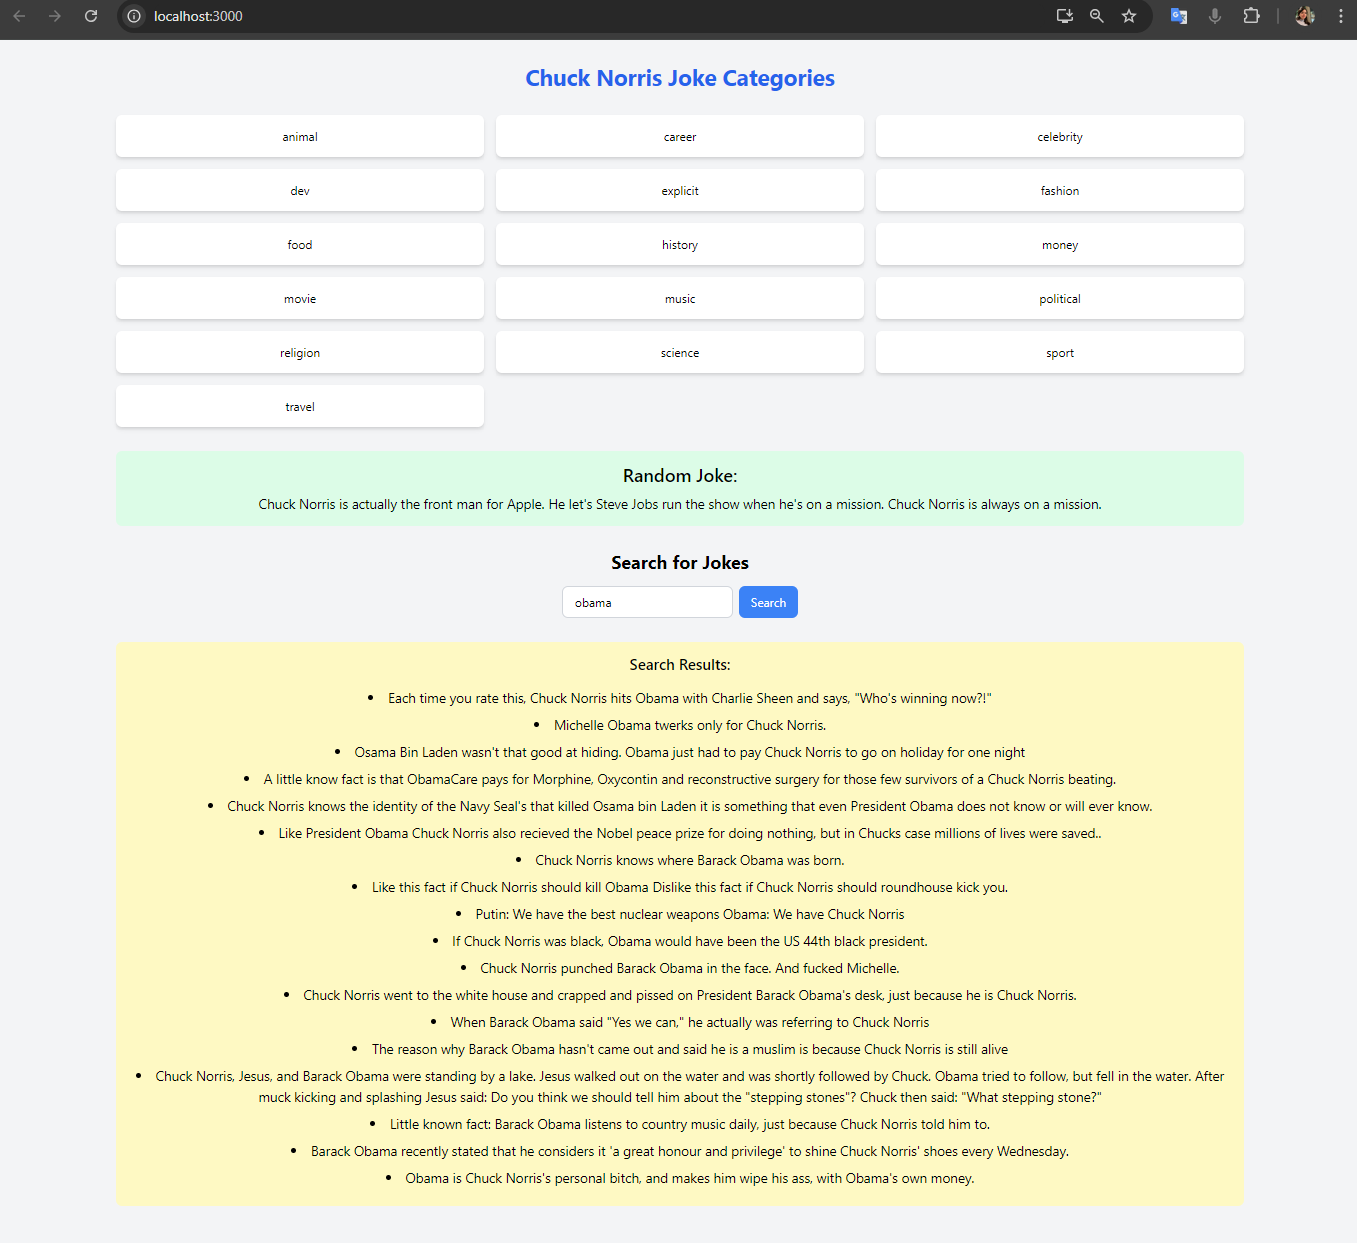 localhost:3000
Chuck Norris Joke Categories
animal
career
celebrity
dev
explicit
fashion
food
history
money
movie
music
political
religion
science
sport
travel
Random Joke:
Chuck Norris is actually the front man for Apple. He let's Steve Jobs run the show when he's on a mission. Chuck Norris is always on a mission.
Search for Jokes
obama
Search
Search Results:
• Each time you rate this, Chuck Norris hits Obama with Charlie Sheen and says, "Who's winning now?!"
• Michelle Obama twerks only for Chuck Norris.
• Osama Bin Laden wasn't that good at hiding. Obama just had to pay Chuck Norris to go on holiday for one night
• A little know fact is that ObamaCare pays for Morphine, Oxycontin and reconstructive surgery for those few survivors of a Chuck Norris beating.
• Chuck Norris knows the identity of the Navy Seal's that killed Osama bin Laden it is something that even President Obama does not know or will ever know.
• Like President Obama Chuck Norris also recieved the Nobel peace prize for doing nothing, but in Chucks case millions of lives were saved..
• Chuck Norris knows where Barack Obama was born.
• Like this fact if Chuck Norris should kill Obama Dislike this fact if Chuck Norris should roundhouse kick you.
• Putin: We have the best nuclear weapons Obama: We have Chuck Norris
• If Chuck Norris was black, Obama would have been the US 44th black president.
• Chuck Norris punched Barack Obama in the face. And fucked Michelle.
• Chuck Norris went to the white house and crapped and pissed on President Barack Obama's desk, just because he is Chuck Norris.
• When Barack Obama said "Yes we can," he actually was referring to Chuck Norris
• The reason why Barack Obama hasn't came out and said he is a muslim is because Chuck Norris is still alive
• Chuck Norris, Jesus, and Barack Obama were standing by a lake. Jesus walked out on the water and was shortly followed by Chuck. Obama tried to follow, but fell in the water. After
muck kicking and splashing Jesus said: Do you think we should tell him about the "stepping stones"? Chuck then said: "What stepping stone?"
• Little known fact: Barack Obama listens to country music daily, just because Chuck Norris told him to.
• Barack Obama recently stated that he considers it 'a great honour and privilege' to shine Chuck Norris' shoes every Wednesday.
• Obama is Chuck Norris's personal bitch, and makes him wipe his ass, with Obama's own money.